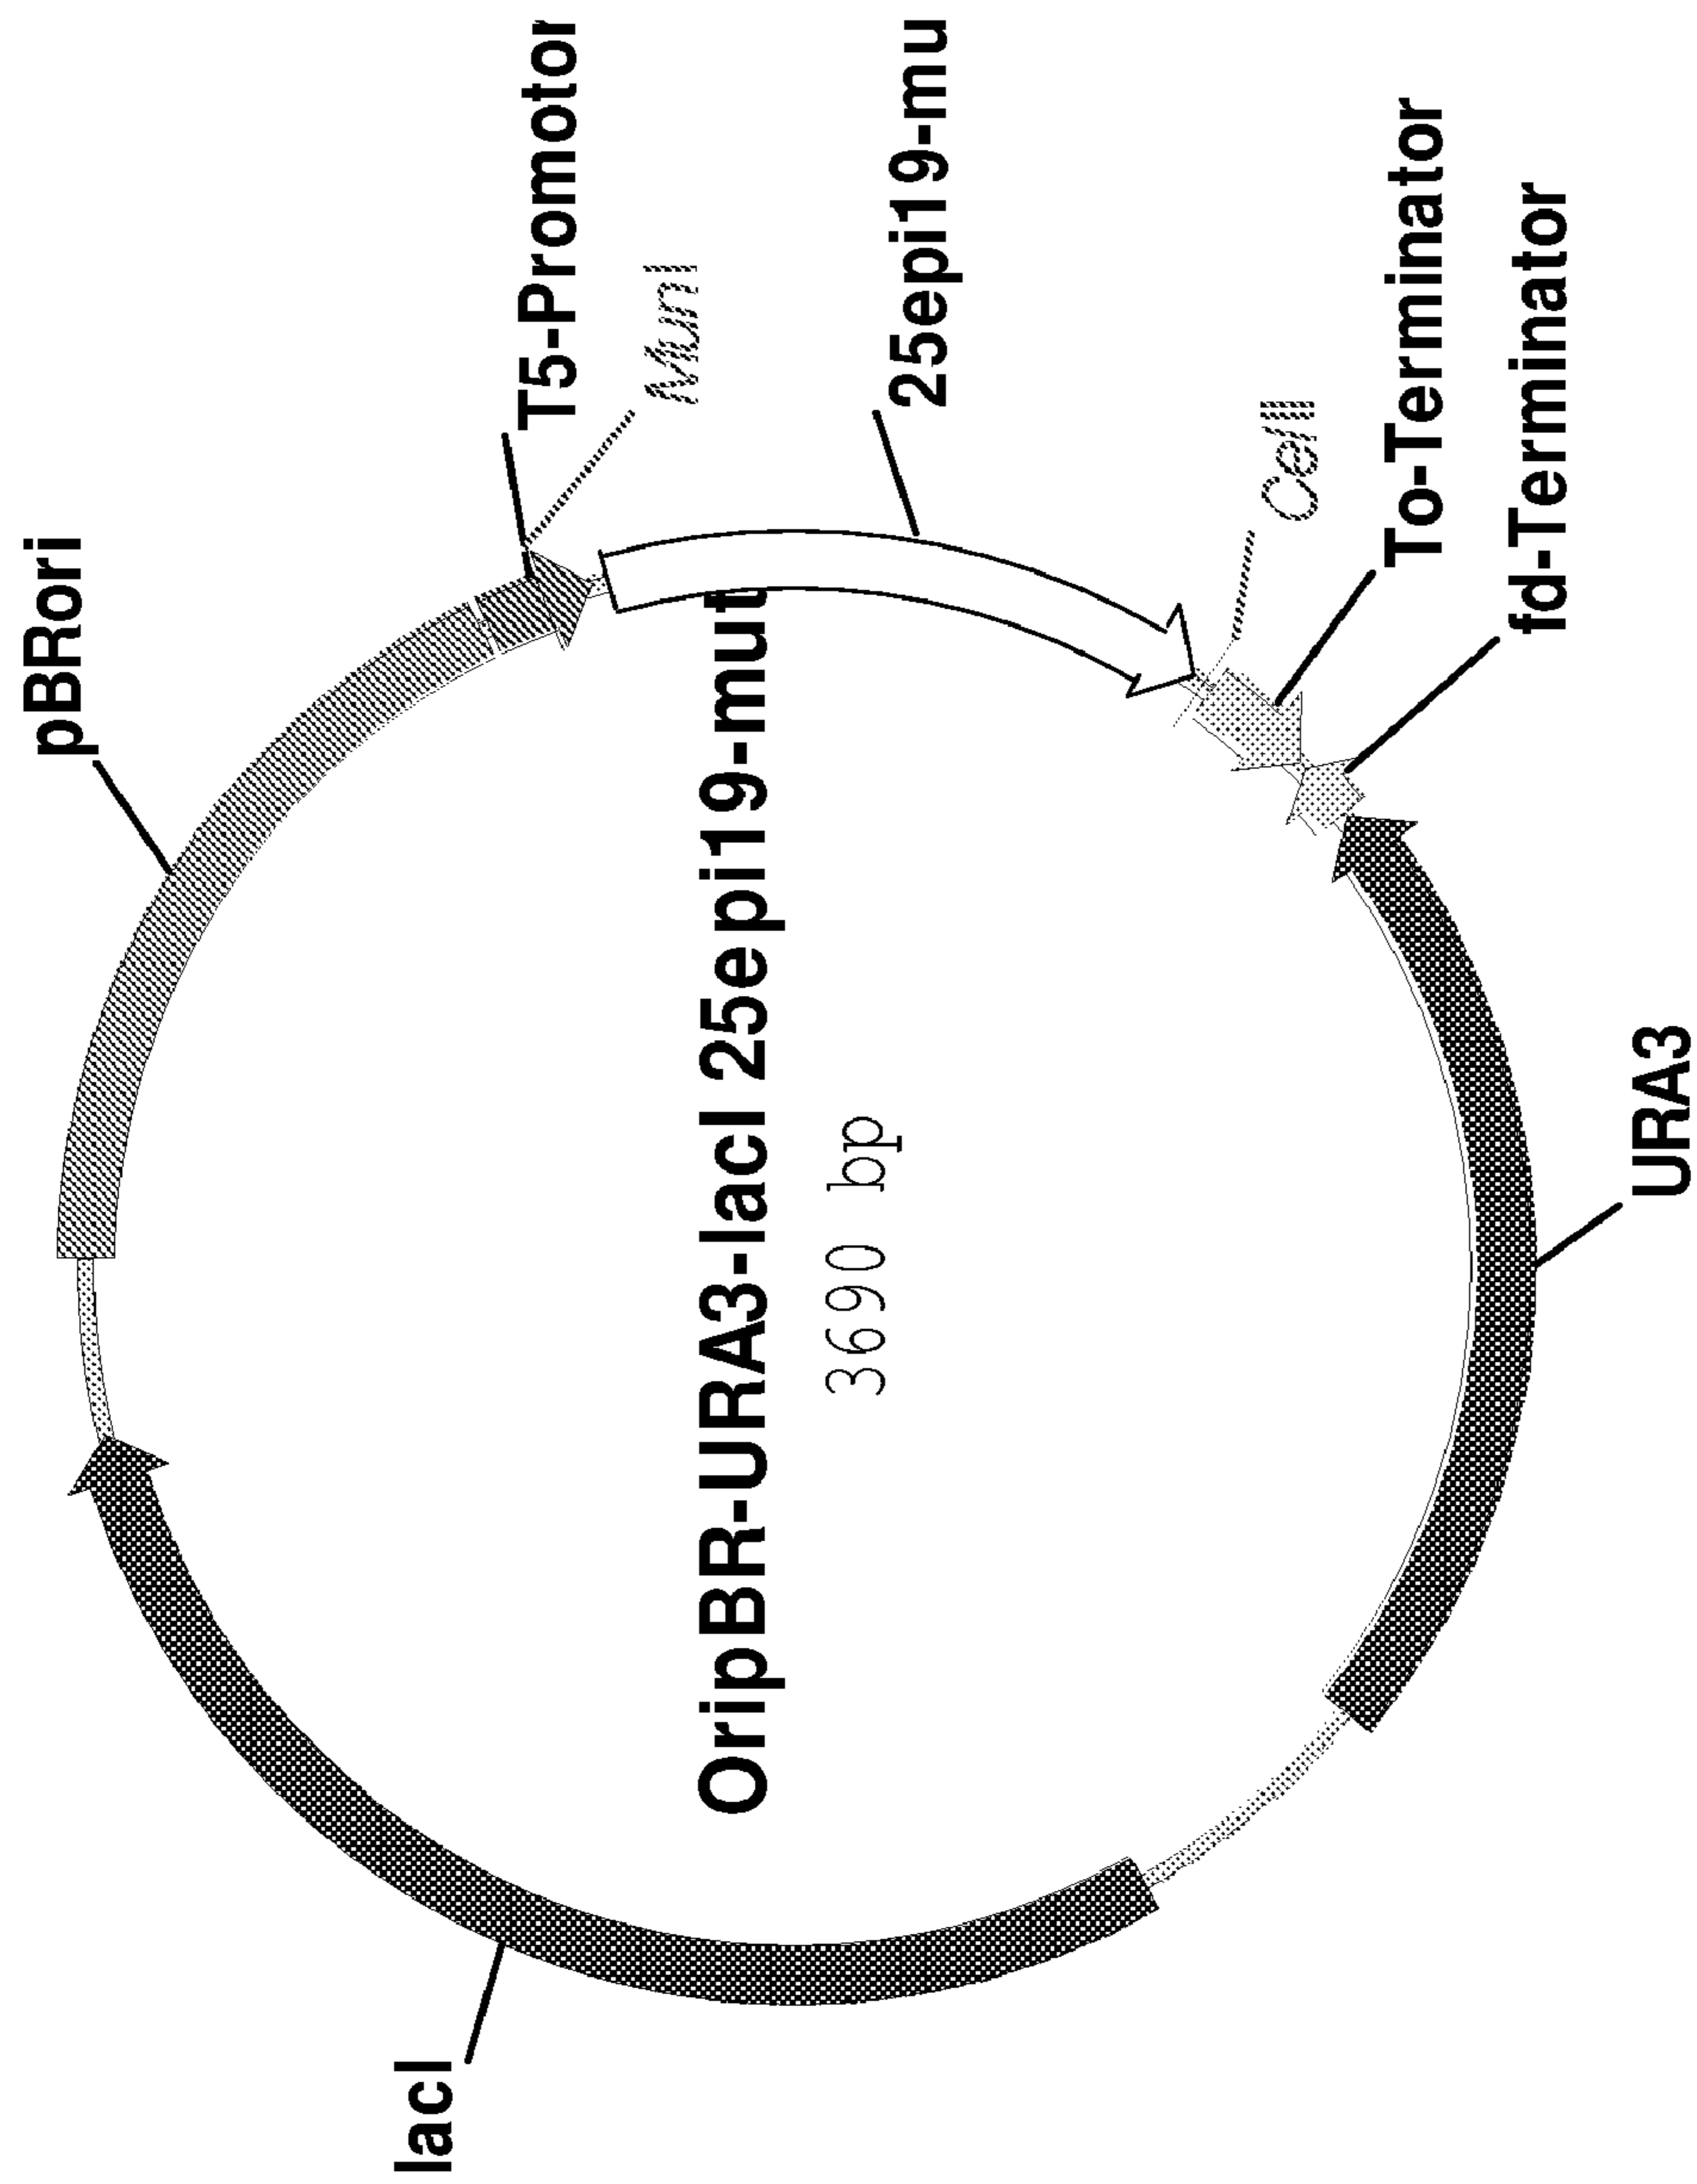 pBRori
lacI
T5-Promotor
MunI
OripBR-URA3-lacI 25epi19-mut
3690 bp
25epi19-mu
CelII
To-Terminator
fd-Terminator
URA3